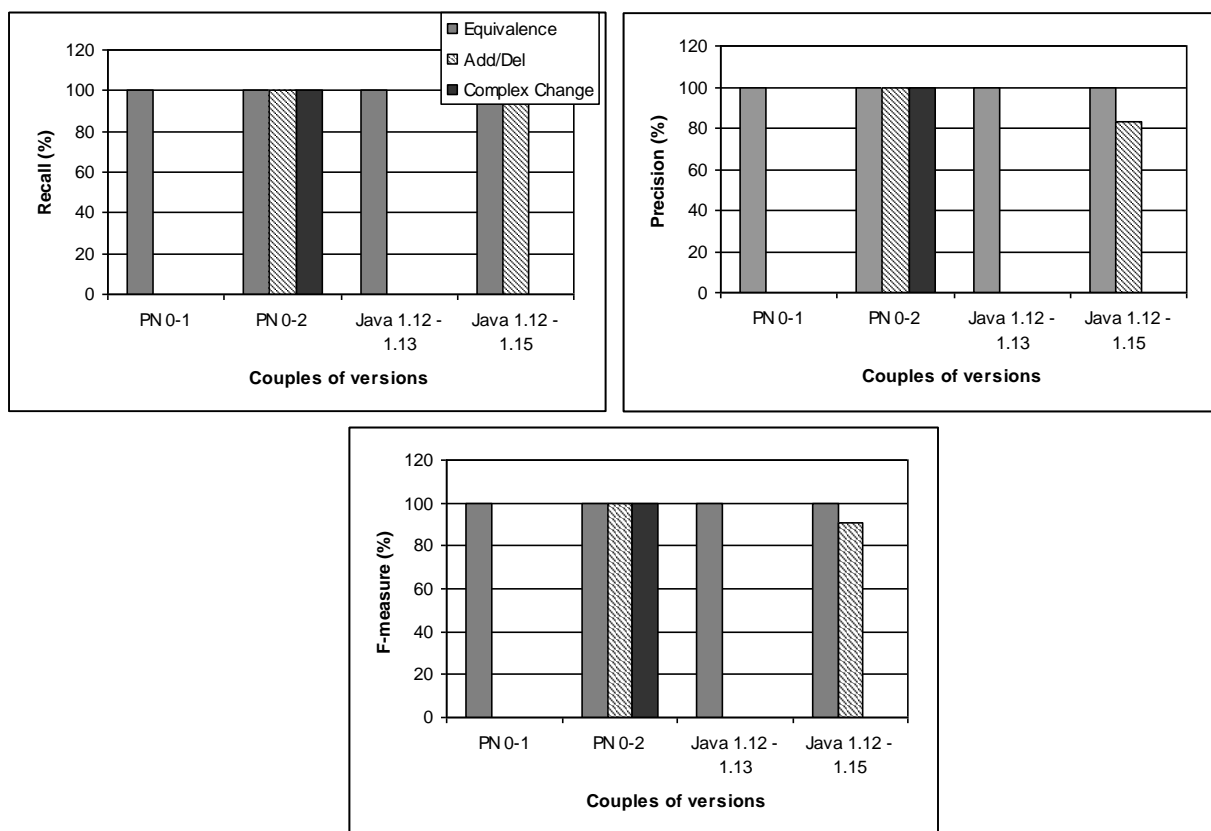 Equivalence
Add/Del
Complex Change
120
100
80
60
40
20
0
Recall (%)
PN 0-1
PN 0-2
Java 1.12 -
1.13
Java 1.12 -
1.15
Couples of versions
120
100
80
60
40
20
0
Precision (%)
PN 0-1
PN 0-2
Java 1.12 -
1.13
Java 1.12 -
1.15
Couples of versions
120
100
80
60
40
20
0
F-measure (%)
PN 0-1
PN 0-2
Java 1.12 -
1.13
Java 1.12 -
1.15
Couples of versions